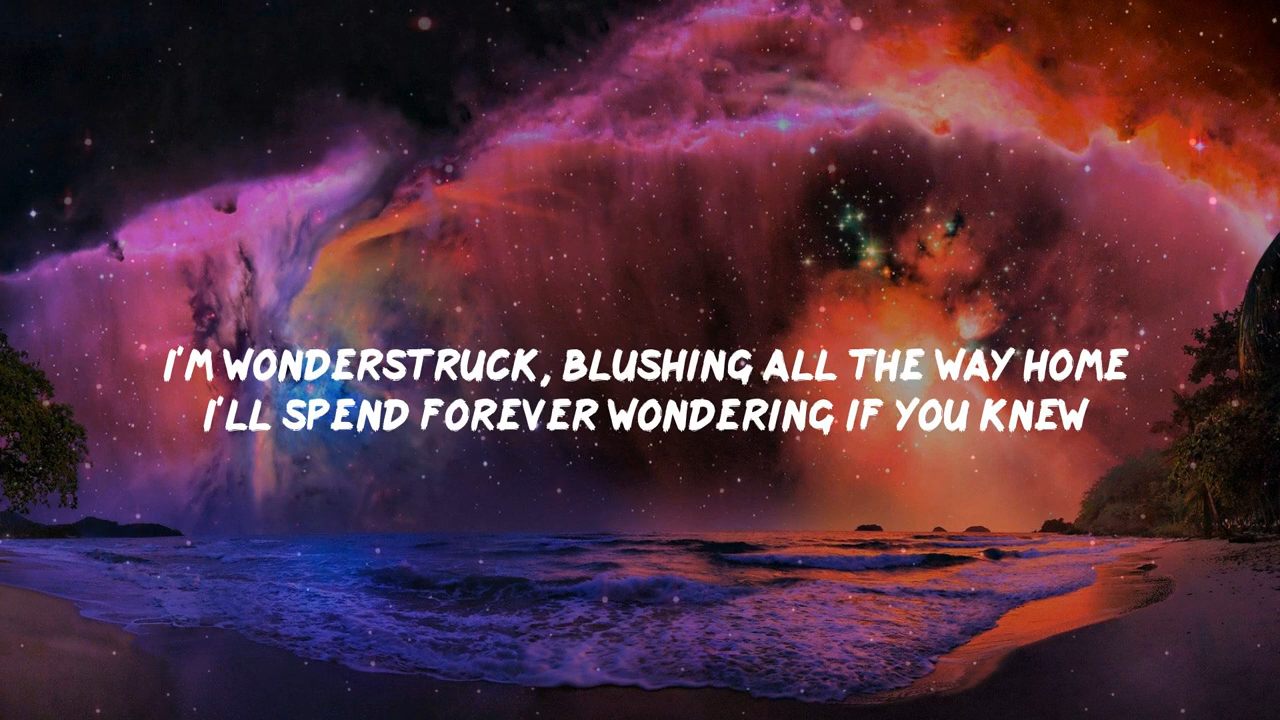 I'M WONDERSTRUCK, BLUSHING ALL THE WAY HOME
I'LL SPEND FOREVER WONDERING IF YOU KNEW